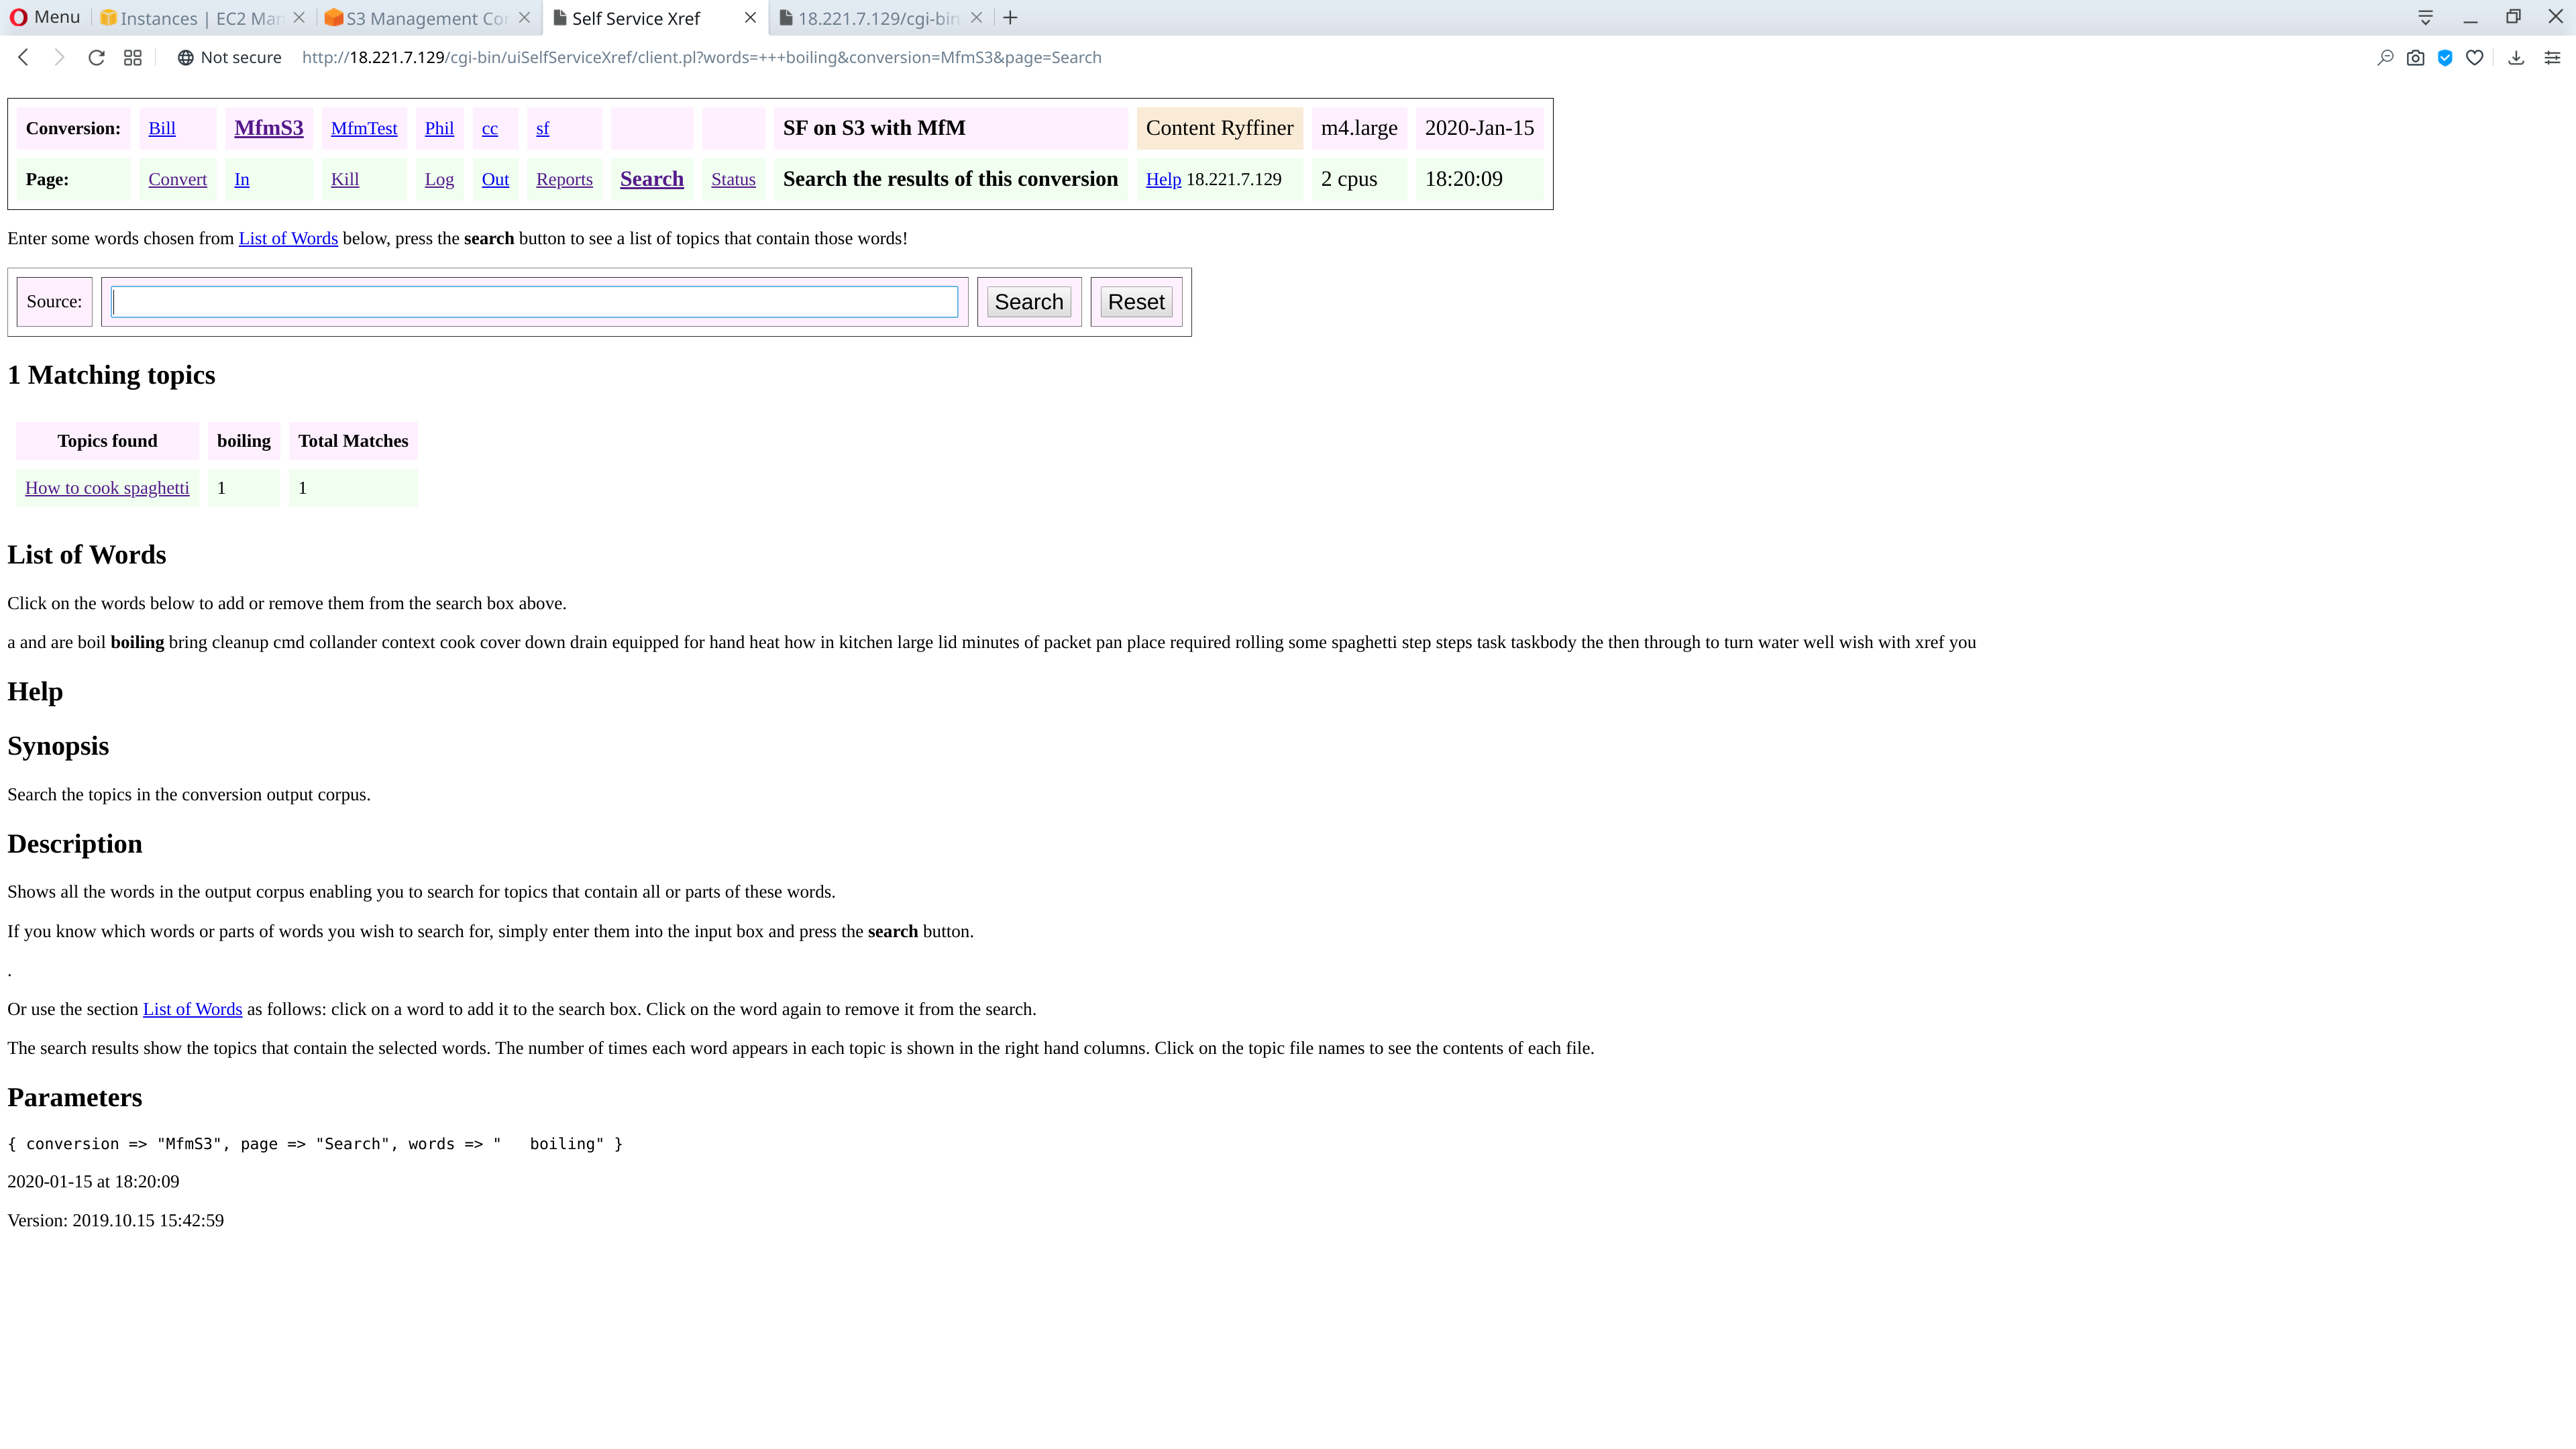 Menu Instances | EC2 Man S3 Management Con Self Service Xref 18.221.7.129/cgi-bin
Not secure http://18.221.7.129/cgi-bin/uiSelfServiceXref/client.pl?words=+++boiling&conversion=MfmS3&page=Search
Conversion: Bill MfmS3 MfmTest Phil cc sf SF on S3 with MfM Content Ryffiner m4.large 2020-Jan-15
Page: Convert In Kill Log Out Reports Search Status Search the results of this conversion Help 18.221.7.129 2 cpus 18:20:09
Enter some words chosen from List of Words below, press the search button to see a list of topics that contain those words!
Source: Search Reset
1 Matching topics
Topics found boiling Total Matches
How to cook spaghetti 1 1
List of Words
Click on the words below to add or remove them from the search box above.
a and are boil boiling bring cleanup cmd collander context cook cover down drain equipped for hand heat how in kitchen large lid minutes of packet pan place required rolling some spaghetti step steps task taskbody the then through to turn water well wish with xref you
Help
Synopsis
Search the topics in the conversion output corpus.
Description
Shows all the words in the output corpus enabling you to search for topics that contain all or parts of these words.
If you know which words or parts of words you wish to search for, simply enter them into the input box and press the search button.
.
Or use the section List of Words as follows: click on a word to add it to the search box. Click on the word again to remove it from the search.
The search results show the topics that contain the selected words. The number of times each word appears in each topic is shown in the right hand columns. Click on the topic file names to see the contents of each file.
Parameters
{ conversion => "MfmS3", page => "Search", words => "   boiling" }
2020-01-15 at 18:20:09
Version: 2019.10.15 15:42:59